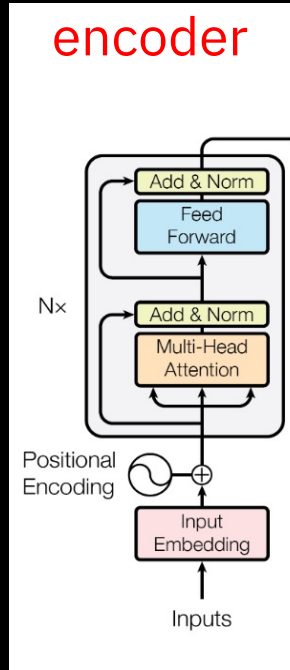 encoder
Add & Norm
Feed
Forward
Nx
Add & Norm
Multi-Head
Attention
Positional
Encoding
Input
Embedding
Inputs